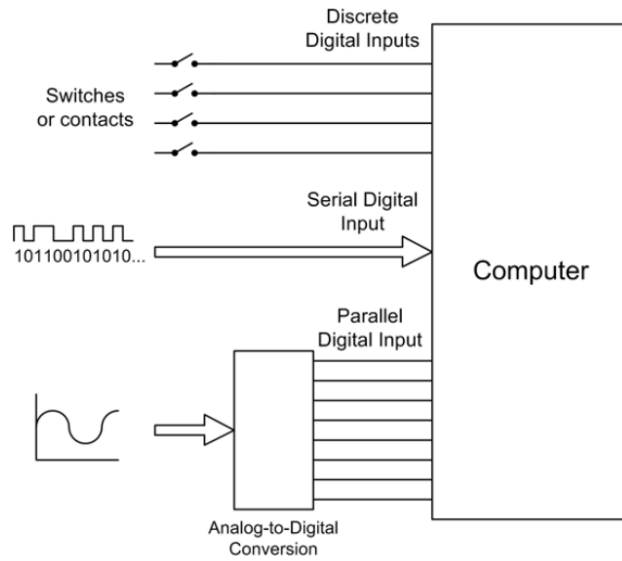 Discrete
Digital Inputs
Switches
or contacts
Serial Digital
Input
101100101010...
Computer
Parallel
Digital Input
Analog-to-Digital
Conversion